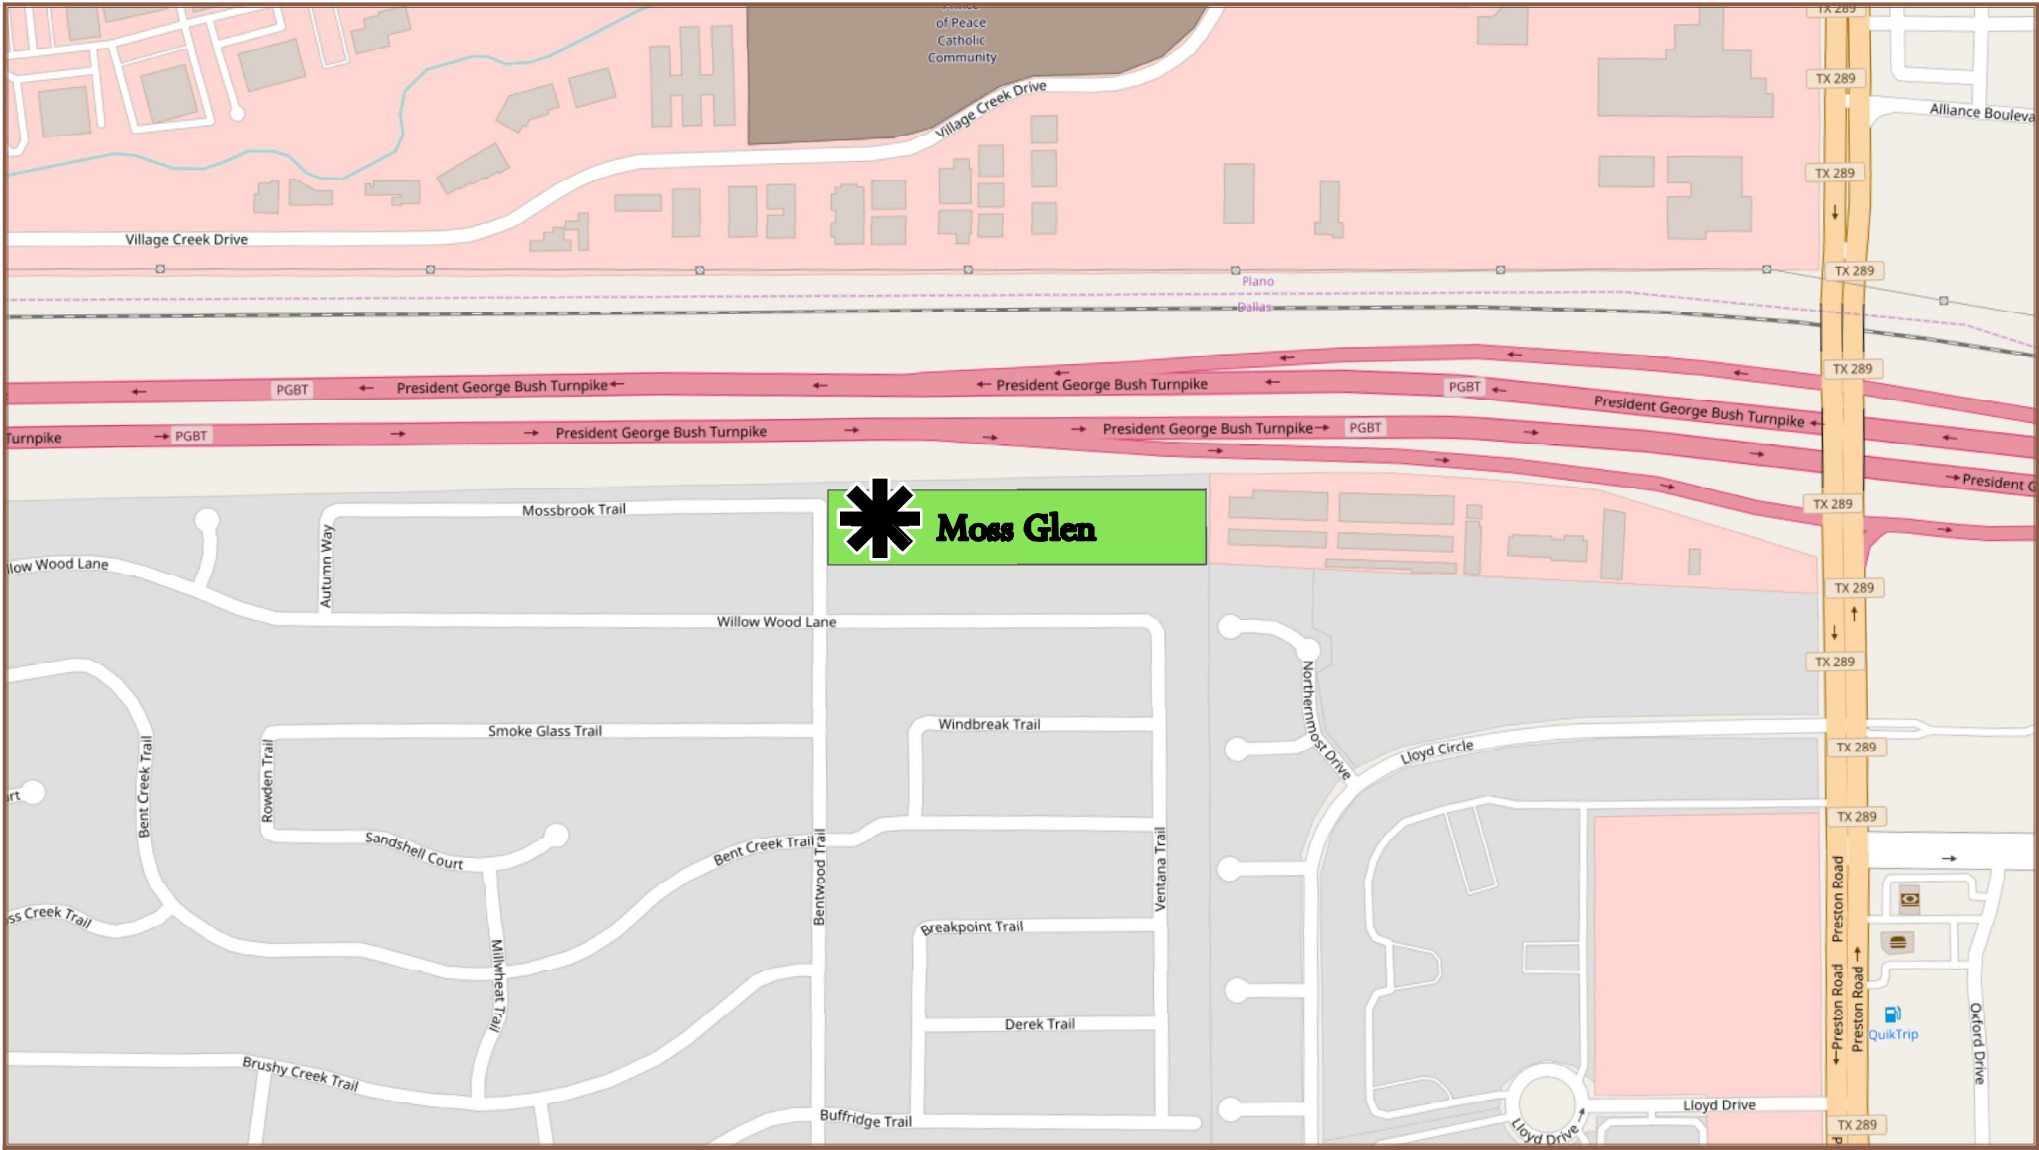 of Peace
Catholic
Community
TX 289
TX 289
Village Creek Drive
Alliance Bouleva
TX 289
Village Creek Drive
TX 289
Plano
Dallas
TX 289
PGBT
President George Bush Turnpike
President George Bush Turnpike
PGBT
President George Bush Turnpike
Turnpike
PGBT
President George Bush Turnpike
President George Bush Turnpike
PGBT
President G
TX 289
Mossbrook Trail
Moss Glen
Autumn Way
llow Wood Lane
TX 289
Willow Wood Lane
TX 289
Northernmost Drive
Smoke Glass Trail
Windbreak Trail
Lloyd Circle
TX 289
Bent Creek Trail
Rowden Trail
rt
TX 289
Sandshell Court
Bent Creek Trail
Bentwood Trail
Ventana Trail
Preston Road
ss Creek Trail
Breakpoint Trail
Millwheat Trail
Preston Road
Preston Road
Derek Trail
QuikTrip
Oxford Drive
Brushy Creek Trail
Buffridge Trail
Lloyd Drive
Lloyd Drive
TX 289
P